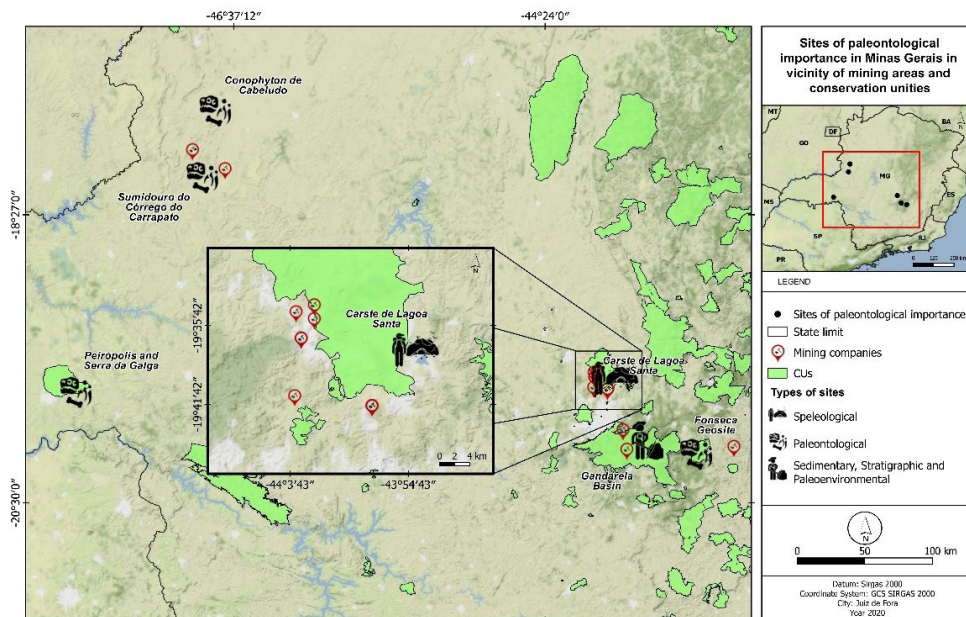 -46°37'12"
-44°24'0"
Conophyton de
Cabeludo
Sumidouro do
Córrego do
Carrapato
-18°27'0"
Carste de Lagoa
Santa
-19°35'42"
-19°41'42"
0 2 4 km
-44°3'43"
-43°54'43"
N
Peirópolis and
Serra da Galga
Carste de Lagoa
Santa
Fonseca
Geosite
Gandarela
Basin
-20°30'0"
Sites of paleontological
importance in Minas Gerais in
vicinity of mining areas and
conservation unities
MT
BA
DF
GO
MG
ES
MS
SP
RJ
PR
N
0 125 250 km
LEGEND
Sites of paleontological importance
State limit
Mining companies
CUs
Types of sites
Speleological
Paleontological
Sedimentary, Stratigraphic and
Paleoenvironmental
N
0 50 100 km
Datum: Sirgas 2000
Coordinate System: GCS SIRGAS 2000
City: Juiz de Fora
Year 2020